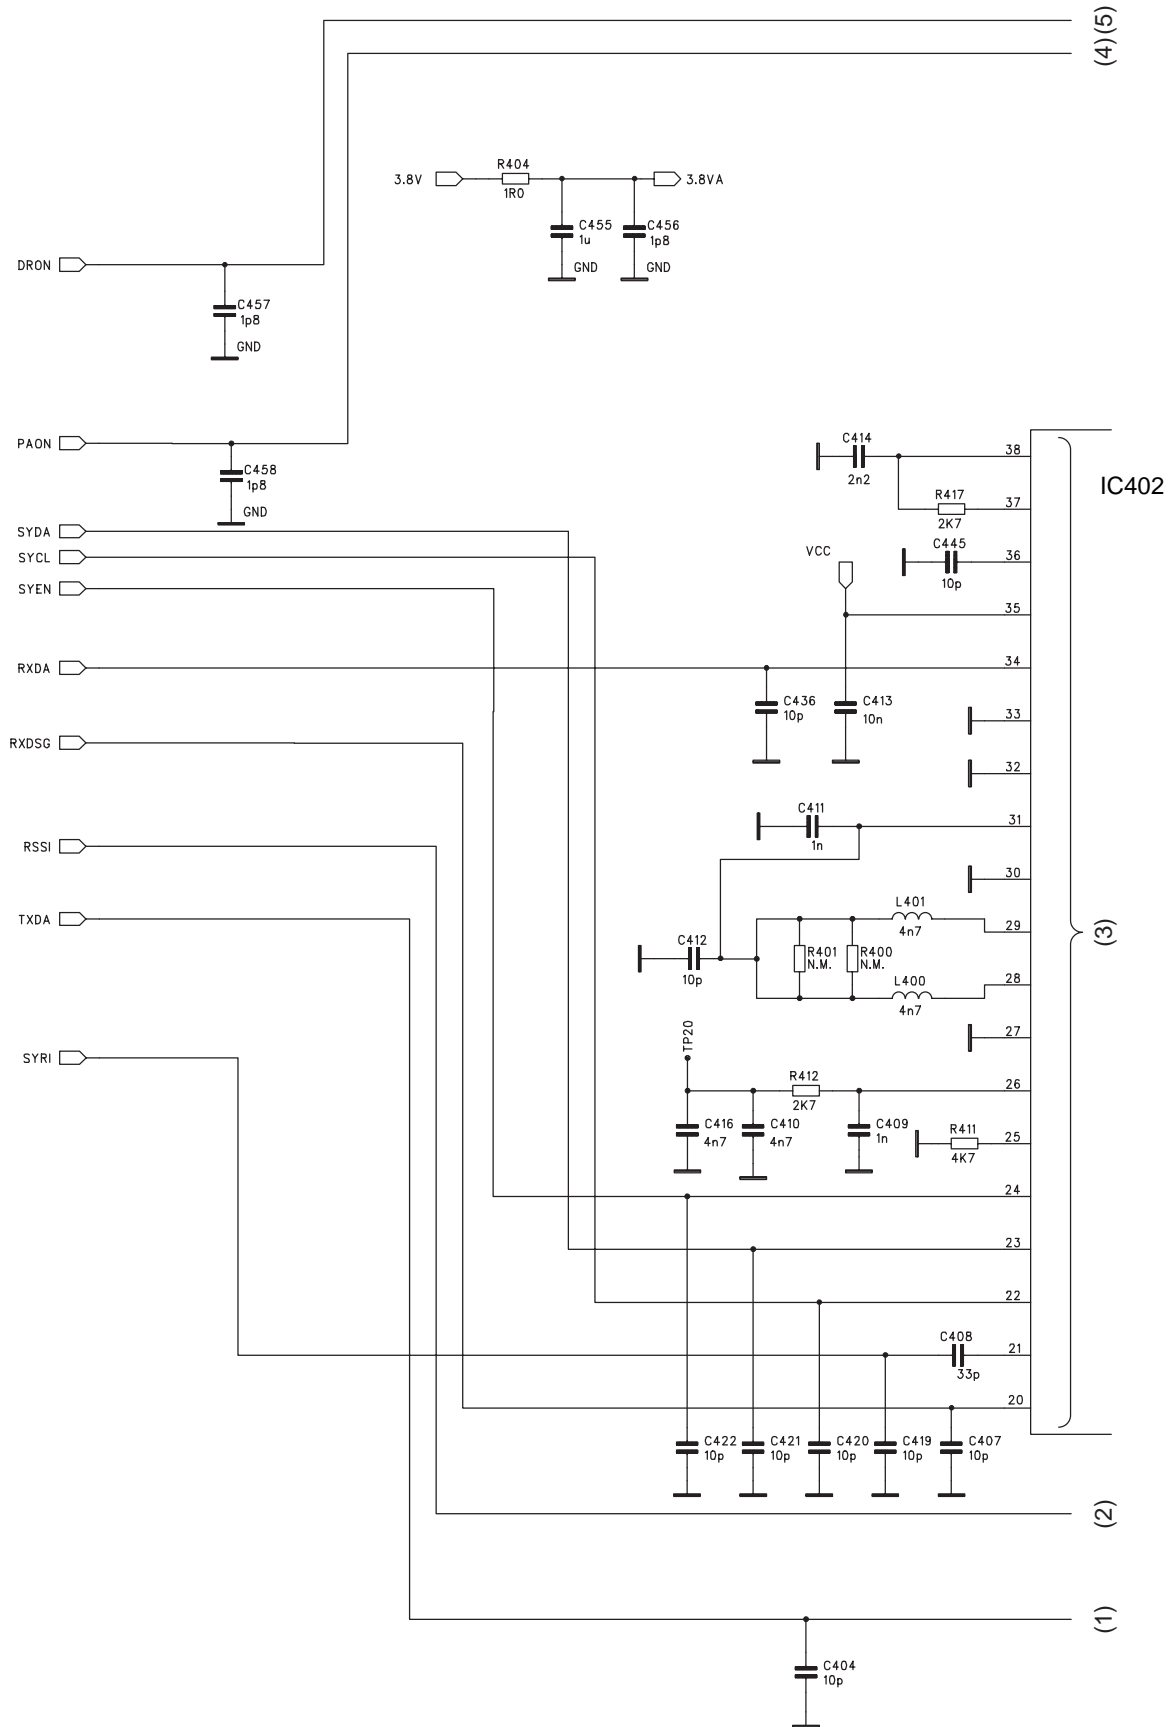 (4) (5)
R404
3.8V
3.8VA
1R0
C455
1u
C456
1p8
GND
GND
DRON
C457
1p8
GND
PAON
C414
2n2
38
C458
1p8
GND
IC402
R417
2K7
37
SYDA
SYCL
SYEN
C445
10p
36
VCC
35
RXDA
34
C436
10p
C413
10n
33
RXDSG
32
C411
1n
31
RSSI
30
L401
4n7
TXDA
29
(3)
C412
10p
R401
N.M.
R400
N.M.
L400
4n7
28
TP20
27
SYRI
R412
2K7
26
C416
4n7
C410
4n7
C409
1n
R411
4K7
25
24
23
22
C408
33p
21
20
C422
10p
C421
10p
C420
10p
C419
10p
C407
10p
(2)
(1)
C404
10p